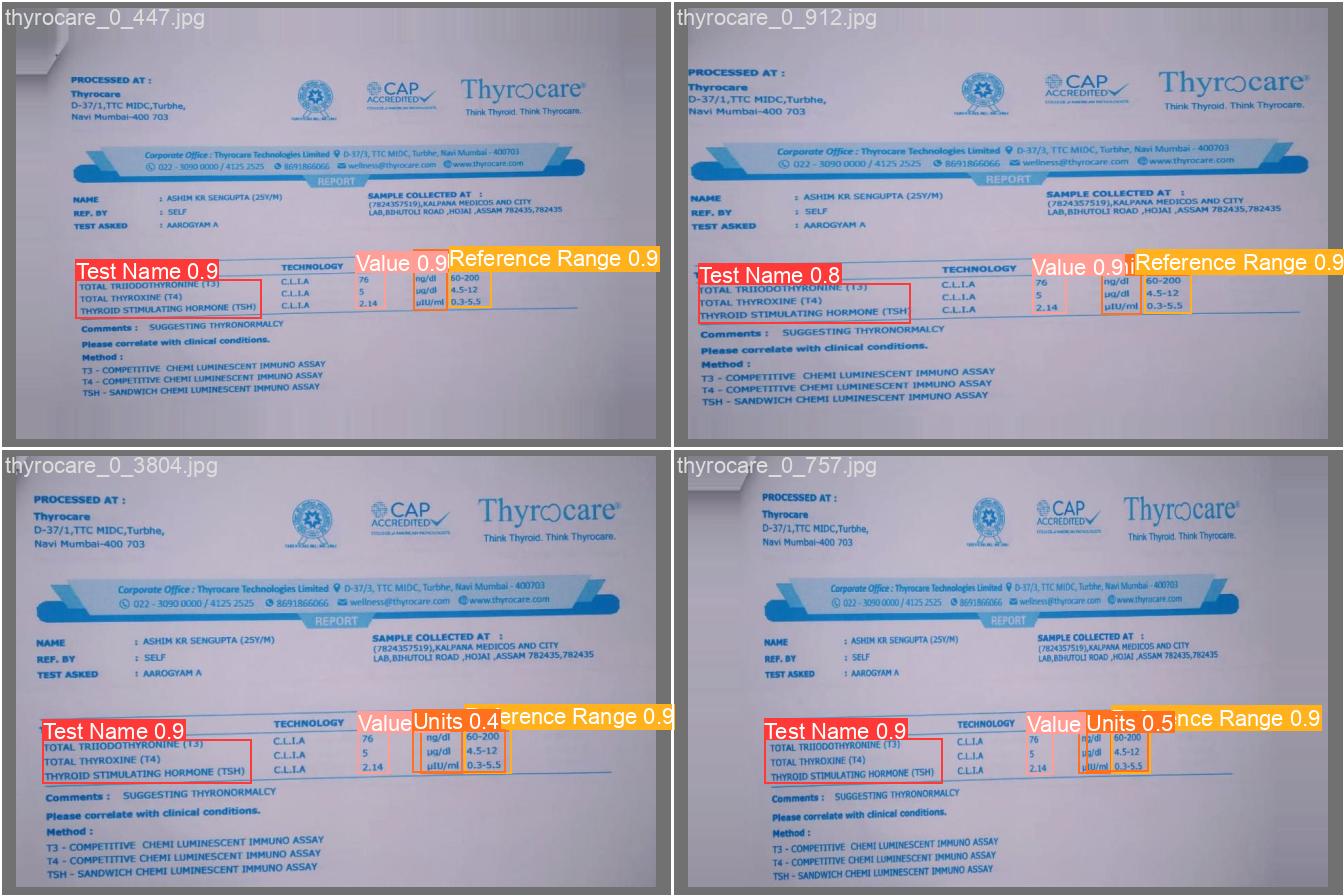 thyrocare_0_447.jpg
PROCESSED AT :
Thyrocare
D-37/1,TTC MIDC,Turbhe,
Navi Mumbai-400 703
CAP
ACCREDITED
Thyrocare®
Think Thyroid. Think Thyrocare.
Corporate Office : Thyrocare Technologies Limited D-37/3, TTC MIDC, Turbhe, Navi Mumbai - 400703
022 - 3090 0000 / 4125 2525 8691866066 wellness@thyrocare.com www.thyrocare.com
REPORT
NAME : ASHIM KR SENGUPTA (25Y/M)
REF. BY : SELF
TEST ASKED : AAROGYAM A
SAMPLE COLLECTED AT :
(7824357519),KALPANA MEDICOS AND CITY
LAB,BIHUTOLI ROAD ,HOJAI ,ASSAM 782435,782435
Test Name 0.9 TECHNOLOGY Value 0.9 Reference Range 0.9
TOTAL TRIIODOTHYRONINE (T3) C.L.I.A 76 ng/dl 60-200
TOTAL THYROXINE (T4) C.L.I.A 5 µg/dl 4.5-12
THYROID STIMULATING HORMONE (TSH) C.L.I.A 2.14 µIU/ml 0.3-5.5
Comments : SUGGESTING THYRONORMALCY
Please correlate with clinical conditions.
Method :
T3 - COMPETITIVE CHEMI LUMINESCENT IMMUNO ASSAY
T4 - COMPETITIVE CHEMI LUMINESCENT IMMUNO ASSAY
TSH - SANDWICH CHEMI LUMINESCENT IMMUNO ASSAY
thyrocare_0_912.jpg
PROCESSED AT :
Thyrocare
D-37/1,TTC MIDC,Turbhe,
Navi Mumbai-400 703
CAP
ACCREDITED
Thyrocare®
Think Thyroid. Think Thyrocare.
Corporate Office : Thyrocare Technologies Limited D-37/3, TTC MIDC, Turbhe, Navi Mumbai - 400703
022 - 3090 0000 / 4125 2525 8691866066 wellness@thyrocare.com www.thyrocare.com
REPORT
NAME : ASHIM KR SENGUPTA (25Y/M)
REF. BY : SELF
TEST ASKED : AAROGYAM A
SAMPLE COLLECTED AT :
(7824357519),KALPANA MEDICOS AND CITY
LAB,BIHUTOLI ROAD ,HOJAI ,ASSAM 782435,782435
Test Name 0.8 TECHNOLOGY Value 0.9 Reference Range 0.9
TOTAL TRIIODOTHYRONINE (T3) C.L.I.A 76 ng/dl 60-200
TOTAL THYROXINE (T4) C.L.I.A 5 µg/dl 4.5-12
THYROID STIMULATING HORMONE (TSH) C.L.I.A 2.14 µIU/ml 0.3-5.5
Comments : SUGGESTING THYRONORMALCY
Please correlate with clinical conditions.
Method :
T3 - COMPETITIVE CHEMI LUMINESCENT IMMUNO ASSAY
T4 - COMPETITIVE CHEMI LUMINESCENT IMMUNO ASSAY
TSH - SANDWICH CHEMI LUMINESCENT IMMUNO ASSAY
thyrocare_0_3804.jpg
PROCESSED AT :
Thyrocare
D-37/1,TTC MIDC,Turbhe,
Navi Mumbai-400 703
CAP
ACCREDITED
Thyrocare®
Think Thyroid. Think Thyrocare.
Corporate Office : Thyrocare Technologies Limited D-37/3, TTC MIDC, Turbhe, Navi Mumbai - 400703
022 - 3090 0000 / 4125 2525 8691866066 wellness@thyrocare.com www.thyrocare.com
REPORT
NAME : ASHIM KR SENGUPTA (25Y/M)
REF. BY : SELF
TEST ASKED : AAROGYAM A
SAMPLE COLLECTED AT :
(7824357519),KALPANA MEDICOS AND CITY
LAB,BIHUTOLI ROAD ,HOJAI ,ASSAM 782435,782435
Test Name 0.9 TECHNOLOGY Value Units 0.4 erence Range 0.9
TOTAL TRIIODOTHYRONINE (T3) C.L.I.A 76 ng/dl 60-200
TOTAL THYROXINE (T4) C.L.I.A 5 µg/dl 4.5-12
THYROID STIMULATING HORMONE (TSH) C.L.I.A 2.14 µIU/ml 0.3-5.5
Comments : SUGGESTING THYRONORMALCY
Please correlate with clinical conditions.
Method :
T3 - COMPETITIVE CHEMI LUMINESCENT IMMUNO ASSAY
T4 - COMPETITIVE CHEMI LUMINESCENT IMMUNO ASSAY
TSH - SANDWICH CHEMI LUMINESCENT IMMUNO ASSAY
thyrocare_0_757.jpg
PROCESSED AT :
Thyrocare
D-37/1,TTC MIDC,Turbhe,
Navi Mumbai-400 703
CAP
ACCREDITED
Thyrocare®
Think Thyroid. Think Thyrocare.
Corporate Office : Thyrocare Technologies Limited D-37/3, TTC MIDC, Turbhe, Navi Mumbai - 400703
022 - 3090 0000 / 4125 2525 8691866066 wellness@thyrocare.com www.thyrocare.com
REPORT
NAME : ASHIM KR SENGUPTA (25Y/M)
REF. BY : SELF
TEST ASKED : AAROGYAM A
SAMPLE COLLECTED AT :
(7824357519),KALPANA MEDICOS AND CITY
LAB,BIHUTOLI ROAD ,HOJAI ,ASSAM 782435,782435
Test Name 0.9 TECHNOLOGY Value Units 0.5 nce Range 0.9
TOTAL TRIIODOTHYRONINE (T3) C.L.I.A 76 ng/dl 60-200
TOTAL THYROXINE (T4) C.L.I.A 5 µg/dl 4.5-12
THYROID STIMULATING HORMONE (TSH) C.L.I.A 2.14 µIU/ml 0.3-5.5
Comments : SUGGESTING THYRONORMALCY
Please correlate with clinical conditions.
Method :
T3 - COMPETITIVE CHEMI LUMINESCENT IMMUNO ASSAY
T4 - COMPETITIVE CHEMI LUMINESCENT IMMUNO ASSAY
TSH - SANDWICH CHEMI LUMINESCENT IMMUNO ASSAY